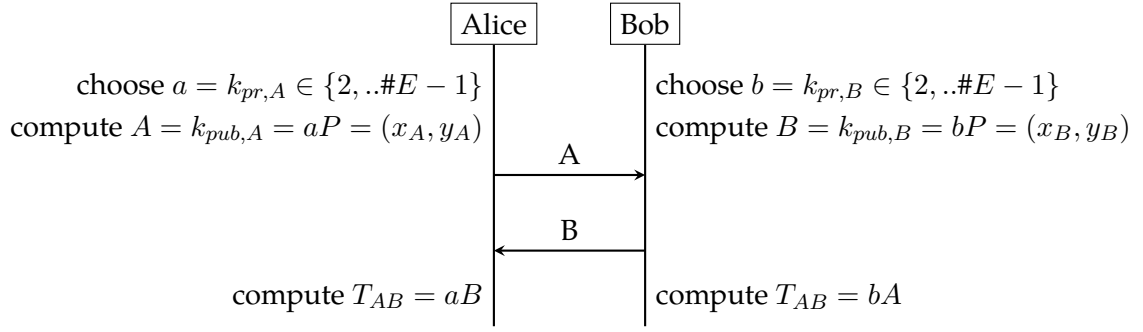 Alice
Bob
choose a = k_{pr,A} ∈ {2,..#E − 1}
choose b = k_{pr,B} ∈ {2,..#E − 1}
compute A = k_{pub,A} = aP = (x_A, y_A)
compute B = k_{pub,B} = bP = (x_B, y_B)
A
B
compute T_{AB} = aB
compute T_{AB} = bA